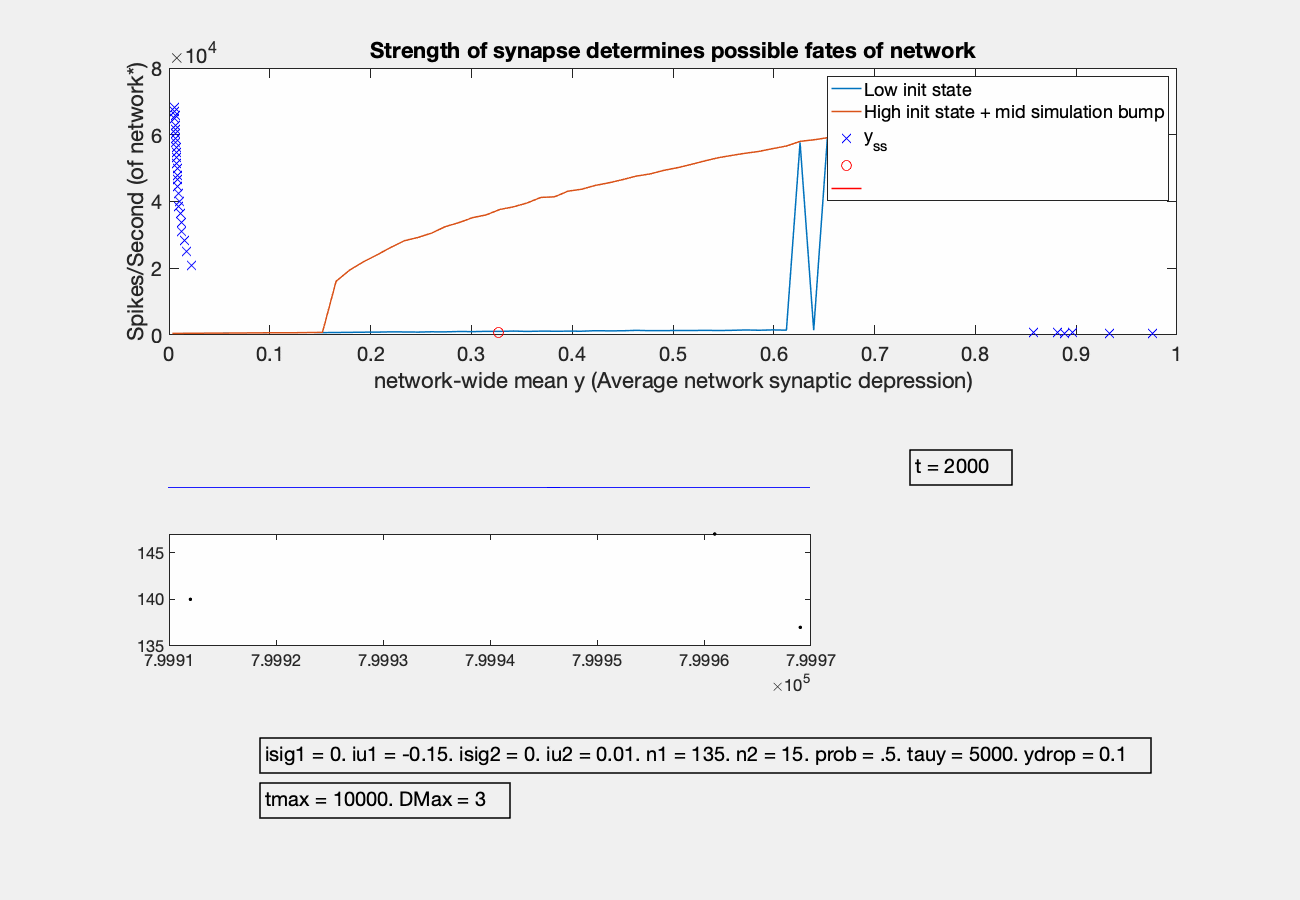 Strength of synapse determines possible fates of network
×10^4
8
6
4
2
0
Spikes/Second (of network*)
Low init state
High init state + mid simulation bump
y_ss
0 0.1 0.2 0.3 0.4 0.5 0.6 0.7 0.8 0.9 1
network-wide mean y (Average network synaptic depression)
t = 2000
145
140
135
7.9991 7.9992 7.9993 7.9994 7.9995 7.9996 7.9997
×10^5
isig1 = 0. iu1 = -0.15. isig2 = 0. iu2 = 0.01. n1 = 135. n2 = 15. prob = .5. tauy = 5000. ydrop = 0.1
tmax = 10000. DMax = 3